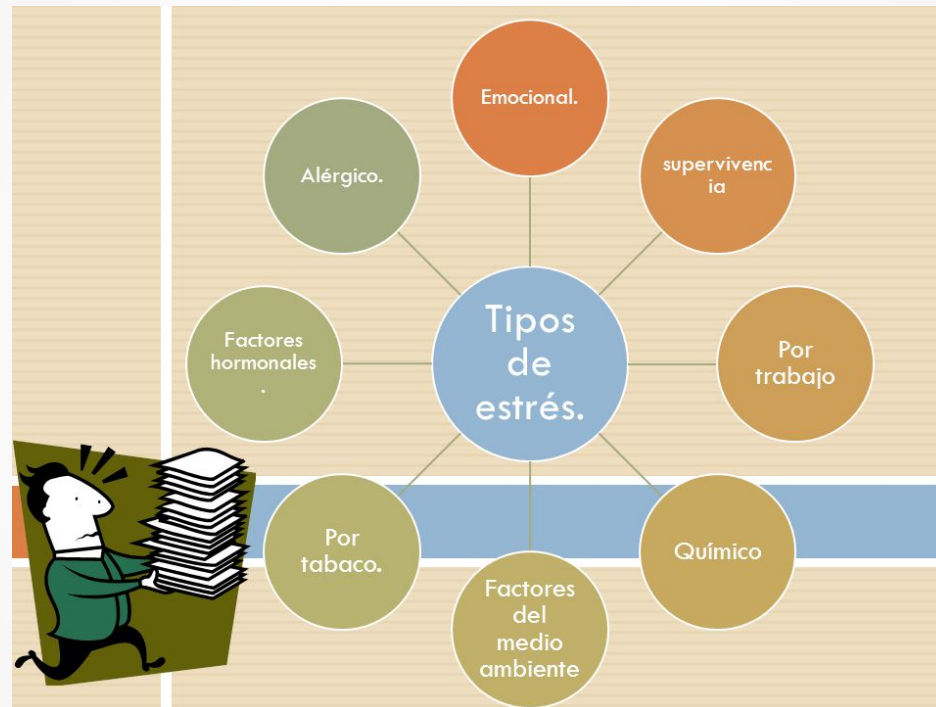 Emocional.
supervivenc
ia
Por
trabajo
Químico
Factores
del
medio
ambiente
Por
tabaco.
Factores
hormonales
.
Alérgico.
Tipos
de
estrés.